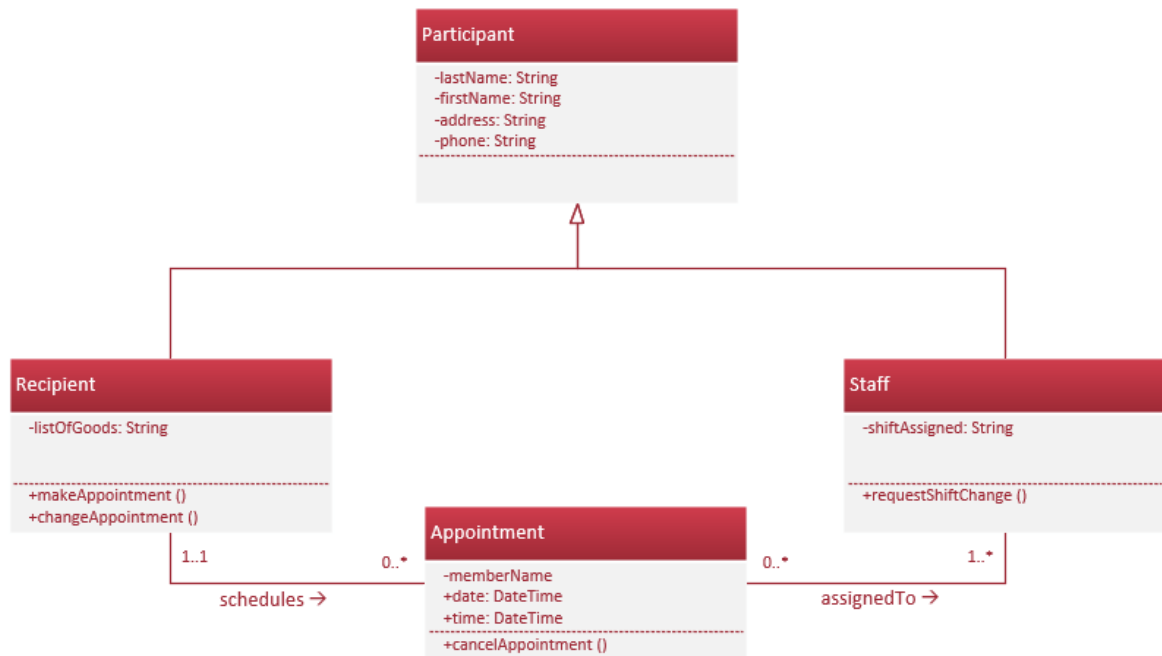 Participant
-lastName: String
-firstName: String
-address: String
-phone: String
Recipient
-listOfGoods: String
+makeAppointment ()
+changeAppointment ()
Staff
-shiftAssigned: String
+requestShiftChange ()
Appointment
-memberName
+date: DateTime
+time: DateTime
+cancelAppointment ()
1..1
0..*
schedules →
0..*
1..*
assignedTo →